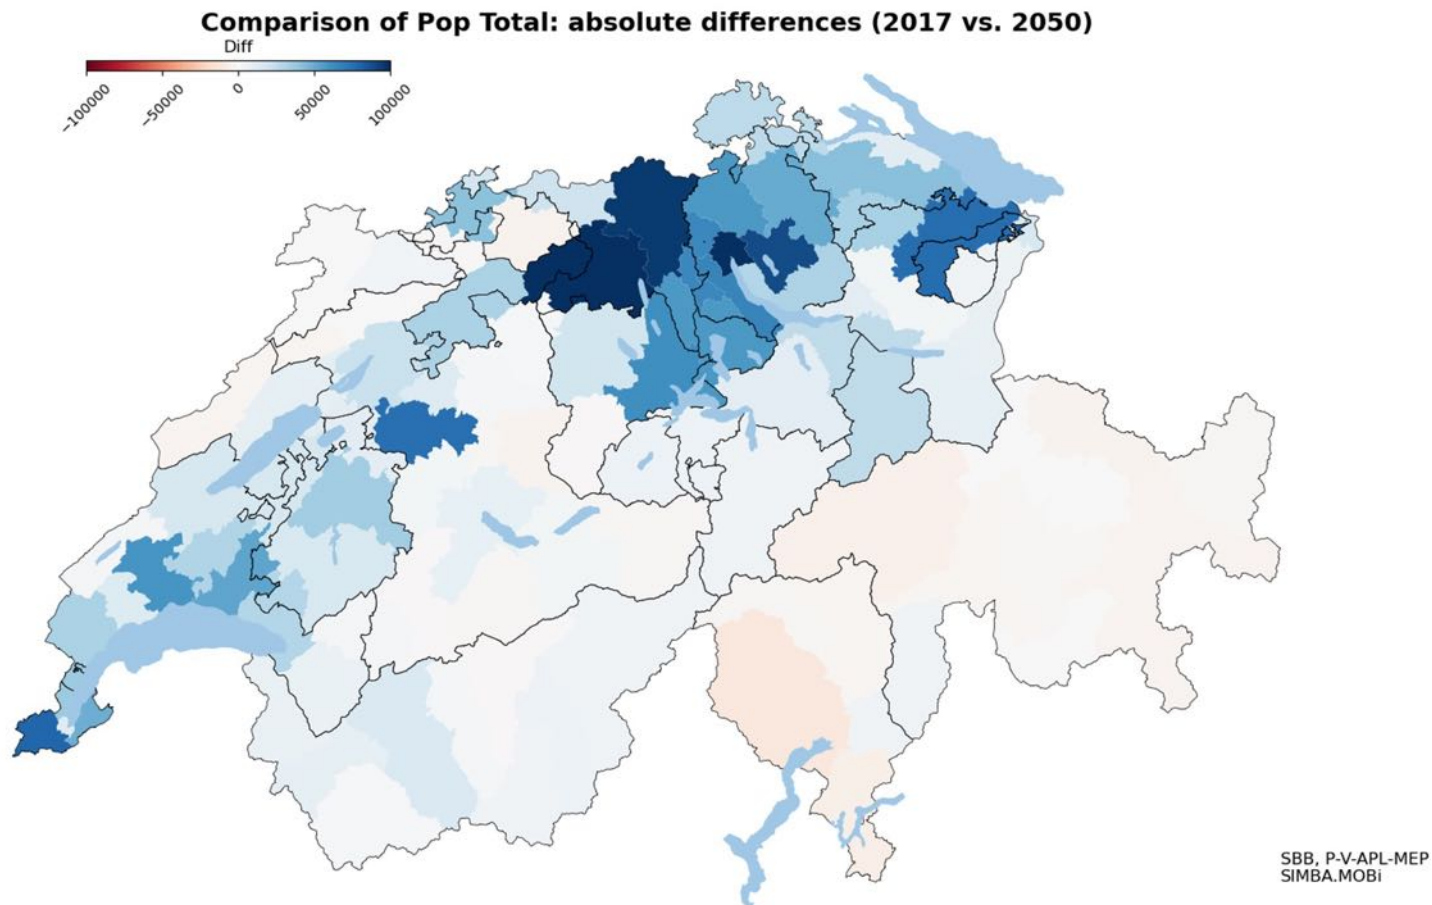 Comparison of Pop Total: absolute differences (2017 vs. 2050)
Diff
−100000
−50000
0
50000
100000
SBB, P-V-APL-MEP
SIMBA.MOBi